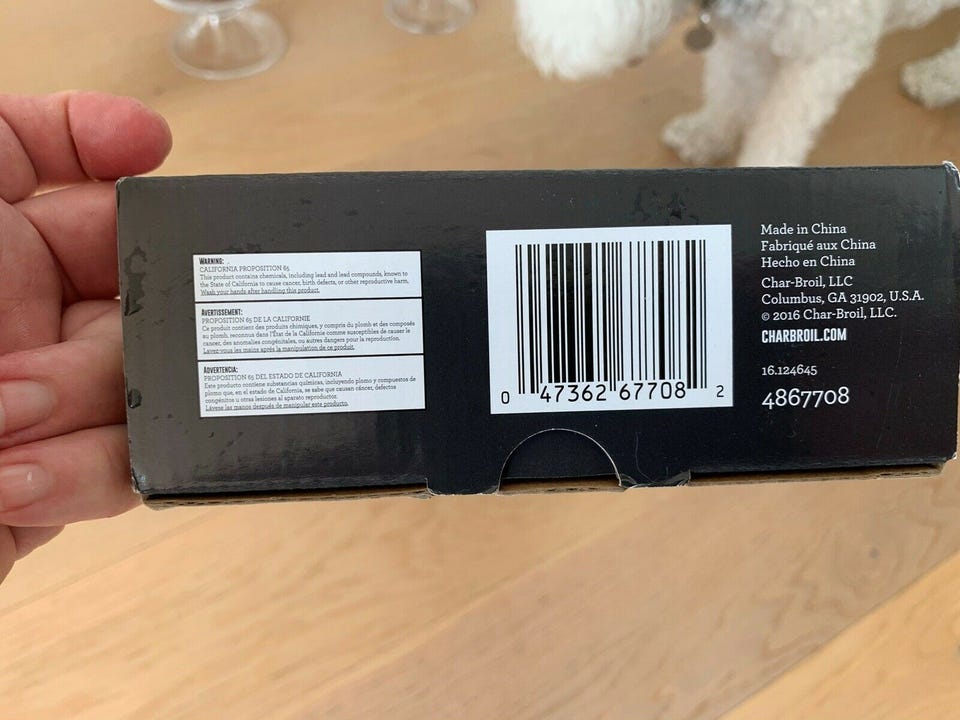 WARNING:
CALIFORNIA PROPOSITION 65
This product contains chemicals, including lead and lead compounds, known to
the State of California to cause cancer, birth defects, or other reproductive harm.
Wash your hands after handling this product.
AVERTISSEMENT:
PROPOSITION 65 DE LA CALIFORNIE
Ce produit contient des produits chimiques, y compris du plomb et des composés
au plomb, reconnus dans l'État de la Californie comme susceptibles de causer le
cancer, des anomalies congénitales, ou autres dangers pour la reproduction.
Lavez-vous les mains après la manipulation de ce produit.
ADVERTENCIA:
PROPOSITION 65 DEL ESTADO DE CALIFORNIA
Este producto contiene substancias químicas, incluyendo plomo y compuestos de
plomo que, en el estado de California, se sabe que causan cáncer, defectos
congénitos u otras lesiones al aparato reproductor.
Lávese las manos después de manipular este producto.
0 47362 67708 2
Made in China
Fabriqué aux China
Hecho en China
Char-Broil, LLC
Columbus, GA 31902, U.S.A.
© 2016 Char-Broil, LLC.
CHARBROIL.COM
16.124645
4867708